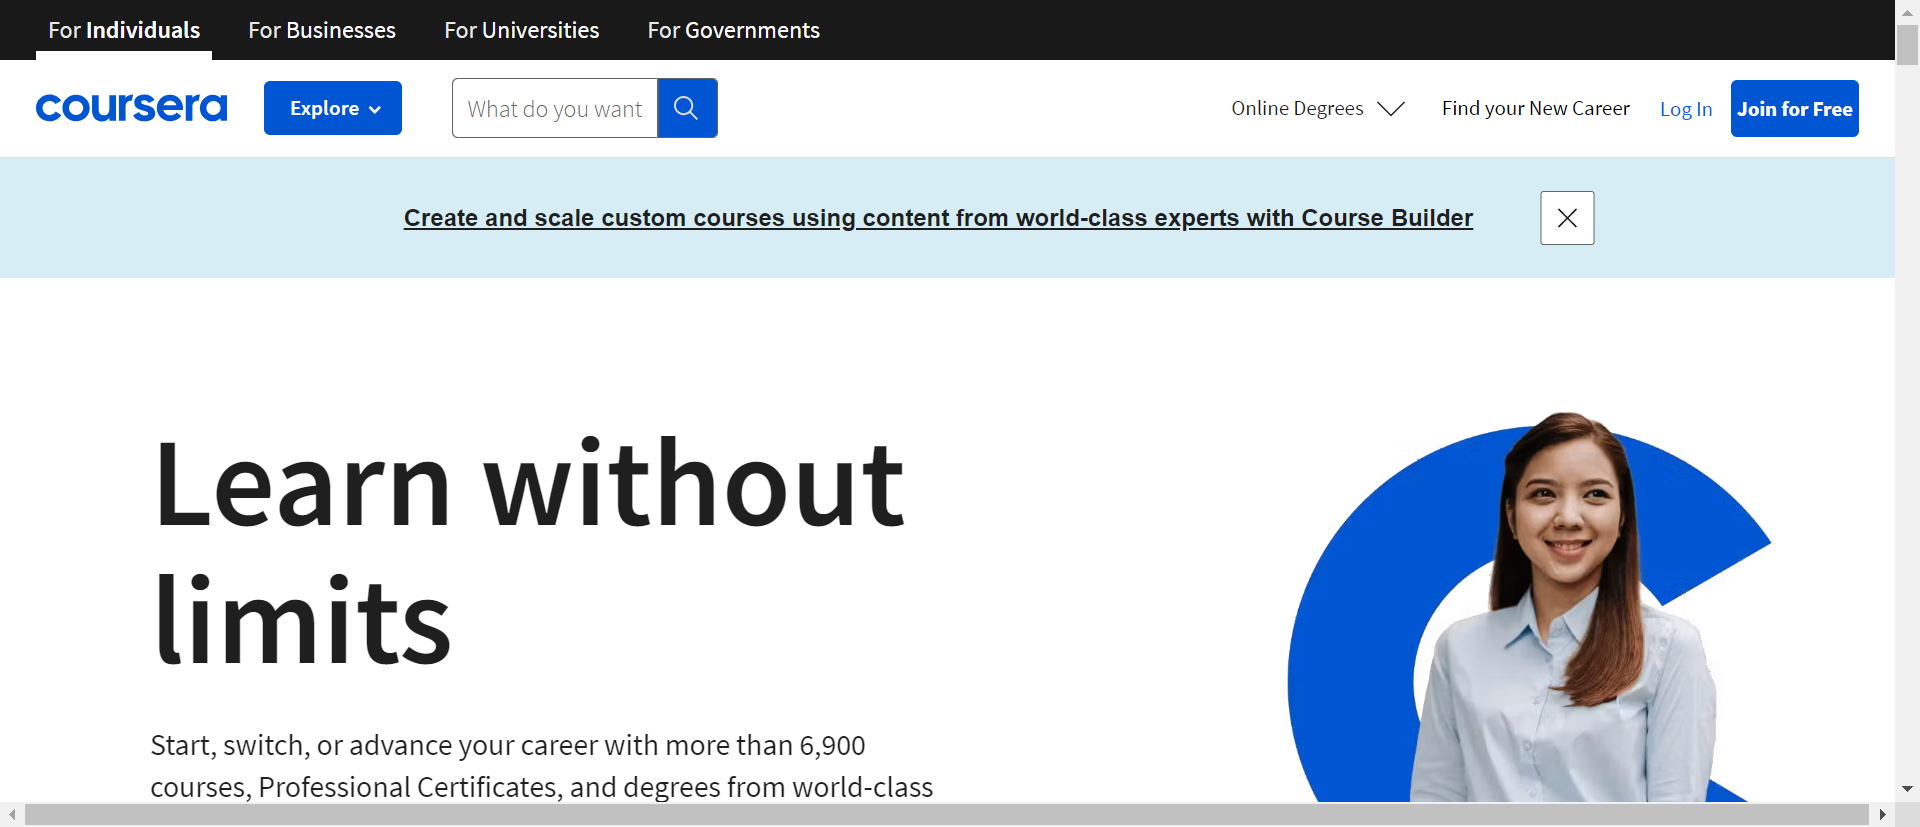 For Individuals For Businesses For Universities For Governments
coursera Explore What do you want Online Degrees Find your New Career Log In Join for Free
Create and scale custom courses using content from world-class experts with Course Builder
Learn without
limits
Start, switch, or advance your career with more than 6,900
courses, Professional Certificates, and degrees from world-class